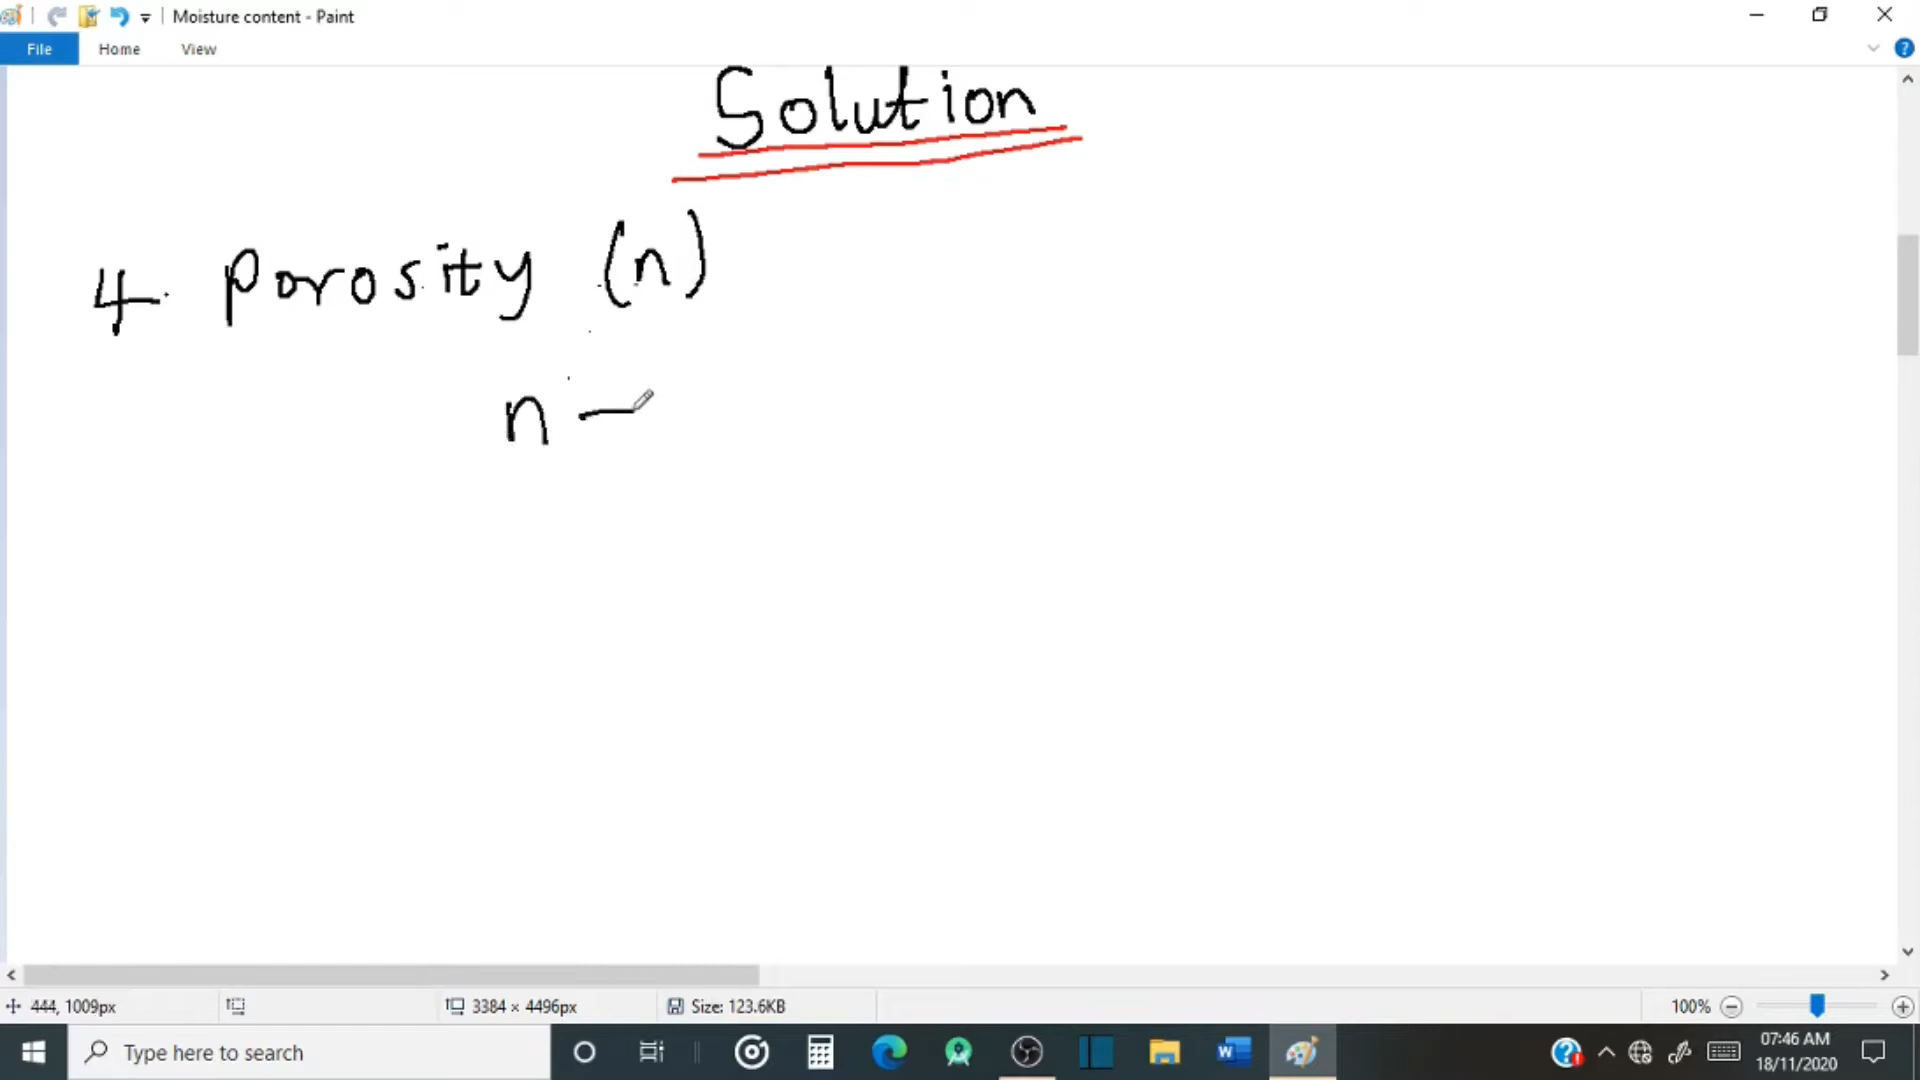 Moisture content - Paint
File Home View
Solution
4. Porosity (n)
n –
444, 1009px
3384 × 4496px
Size: 123.6KB
100%
Type here to search
07:46 AM
18/11/2020